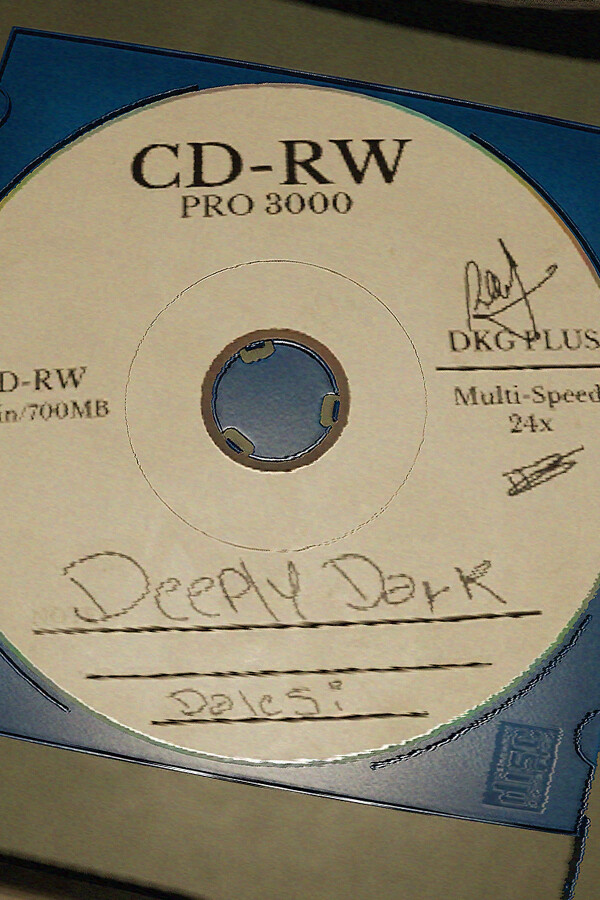 CD-RW
PRO 3000
DKG PLUS
D-RW
in/700MB
Multi-Speed
24x
Deeply Dark
Dalcsi